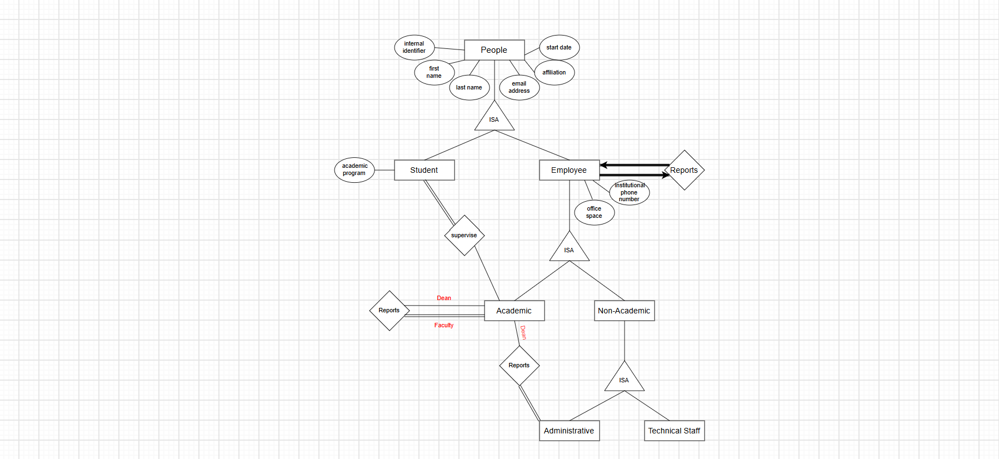 People
internal
identifier
start date
first
name
affiliation
last name
email
address
ISA
academic
program
Student
Employee
Reports
institutional
phone
number
office
space
supervise
ISA
Dean
Reports
Academic
Non-Academic
Faculty
Dean
Reports
ISA
Administrative
Technical Staff